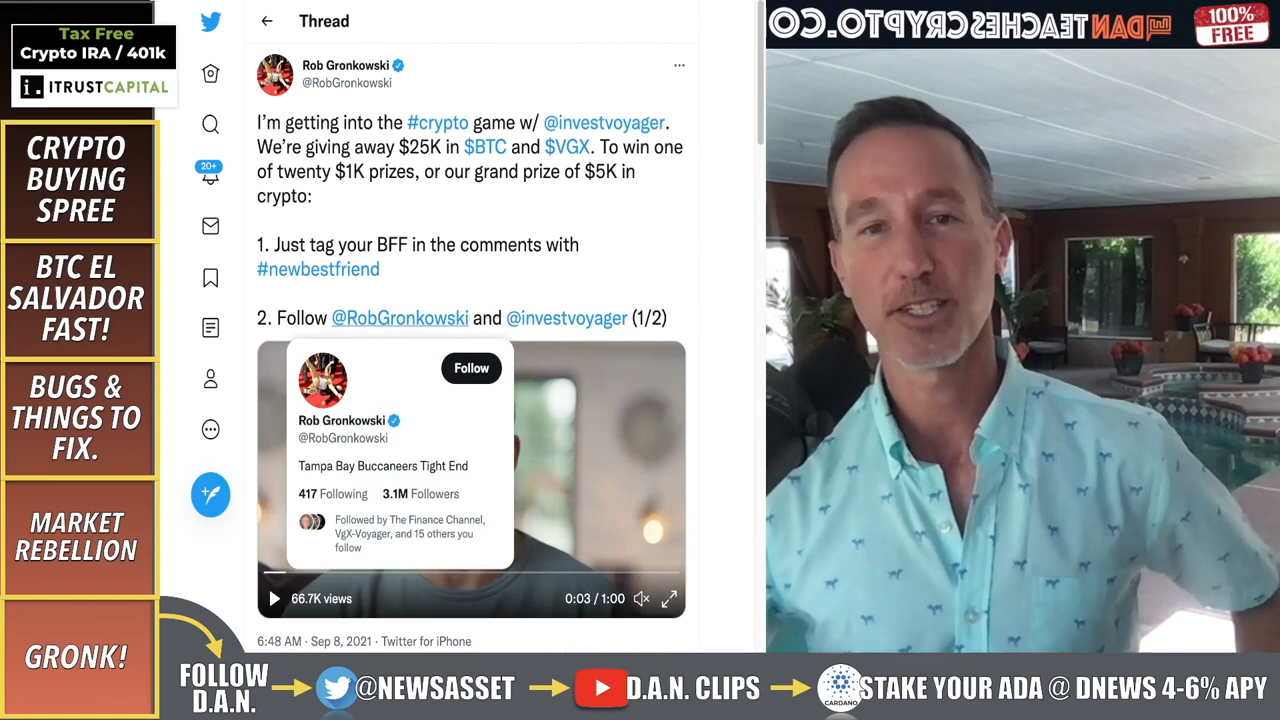 Tax Free
Crypto IRA / 401k
i. ITRUSTCAPITAL
CRYPTO
BUYING
SPREE
BTC EL
SALVADOR
FAST!
BUGS &
THINGS TO
FIX.
MARKET
REBELLION
GRONK!
Thread
20+
Rob Gronkowski
@RobGronkowski
I'm getting into the #crypto game w/ @investvoyager.
We're giving away $25K in $BTC and $VGX. To win one
of twenty $1K prizes, or our grand prize of $5K in
crypto:
1. Just tag your BFF in the comments with
#newbestfriend
2. Follow @RobGronkowski and @investvoyager (1/2)
Follow
Rob Gronkowski
@RobGronkowski
Tampa Bay Buccaneers Tight End
417 Following 3.1M Followers
Followed by The Finance Channel,
VgX-Voyager, and 15 others you
follow
66.7K views
0:03 / 1:00
6:48 AM · Sep 8, 2021 · Twitter for iPhone
DAN TEACHES CRYPTO.CO
100%
FREE
FOLLOW
D.A.N.
@NEWSASSET
D.A.N. CLIPS
CARDANO
STAKE YOUR ADA @ DNEWS 4-6% APY